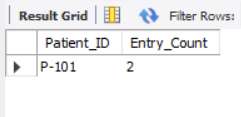 Result Grid Filter Rows:
Patient_ID Entry_Count
P-101 2